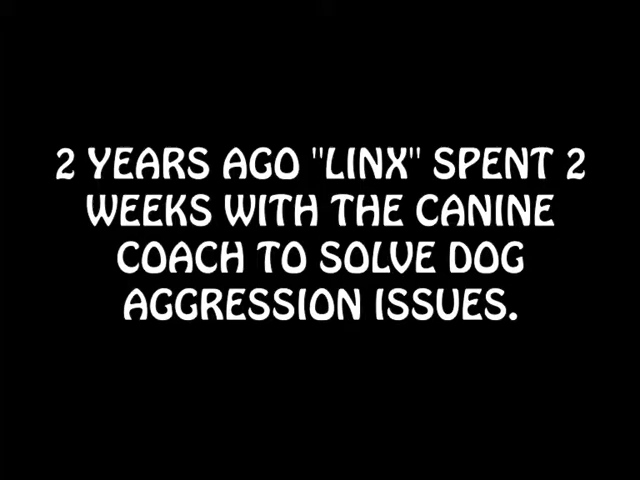 2 YEARS AGO "LINX" SPENT 2
WEEKS WITH THE CANINE
COACH TO SOLVE DOG
AGGRESSION ISSUES.